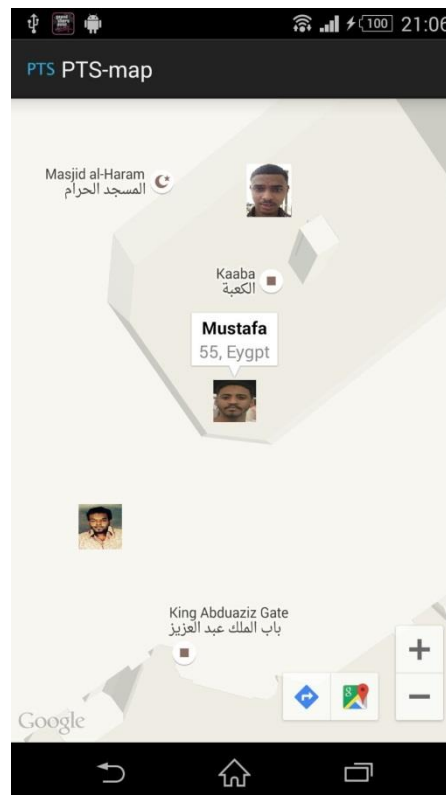 100 21:06
PTS PTS-map
Masjid al-Haram
المسجد الحرام
Kaaba
الكعبة
Mustafa
55, Eygpt
King Abduaziz Gate
باب الملك عبد العزيز
+
−
Google